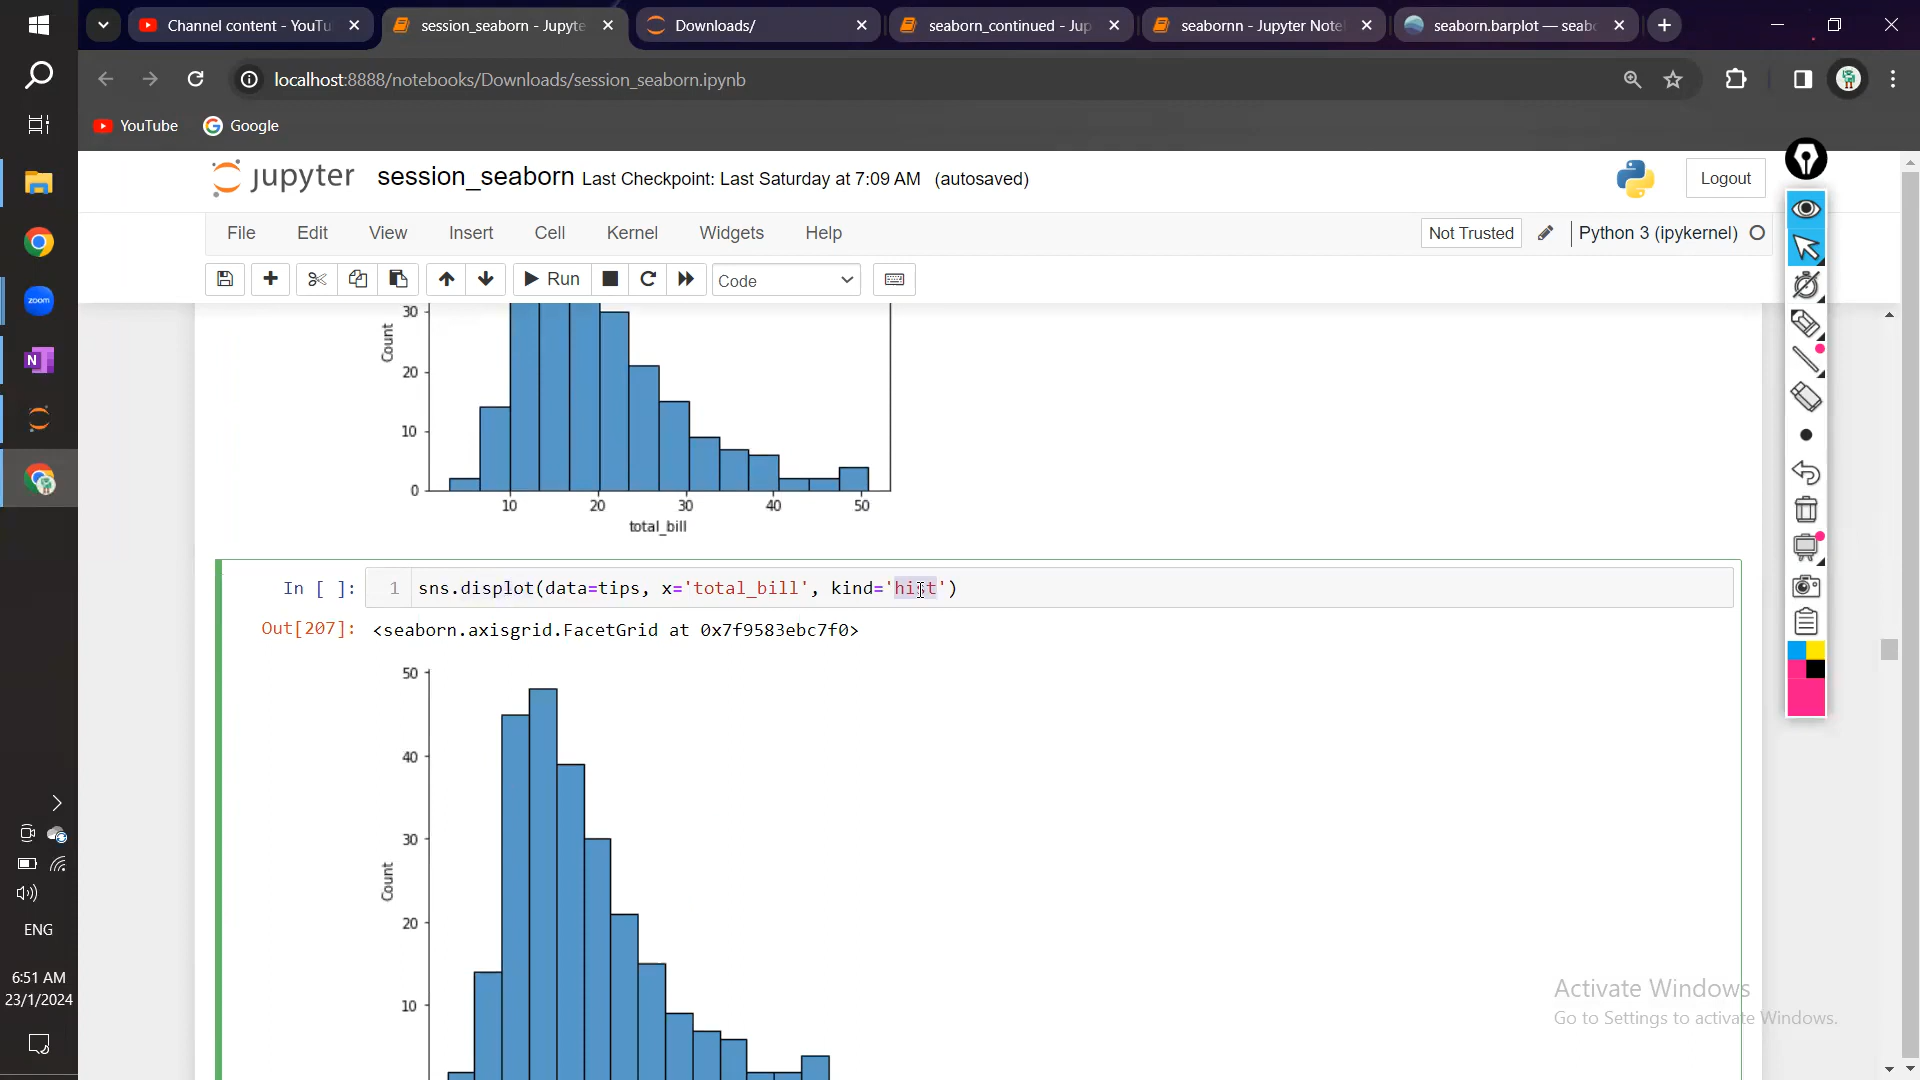 Channel content - YouTu
session_seaborn - Jupyte
Downloads/
seaborn_continued - Jup
seabornn - Jupyter Note
seaborn.barplot — seabo
localhost:8888/notebooks/Downloads/session_seaborn.ipynb
YouTube
Google
jupyter
session_seaborn Last Checkpoint: Last Saturday at 7:09 AM (autosaved)
Logout
File Edit View Insert Cell Kernel Widgets Help
Not Trusted
Python 3 (ipykernel)
Run
Code
zoom
N
30
20
10
0
Count
10 20 30 40 50
total_bill
In [ ]:
1 sns.displot(data=tips, x='total_bill', kind='hist')
Out[207]: <seaborn.axisgrid.FacetGrid at 0x7f9583ebc7f0>
50
40
30
20
10
Count
ENG
6:51 AM
23/1/2024
Activate Windows
Go to Settings to activate Windows.